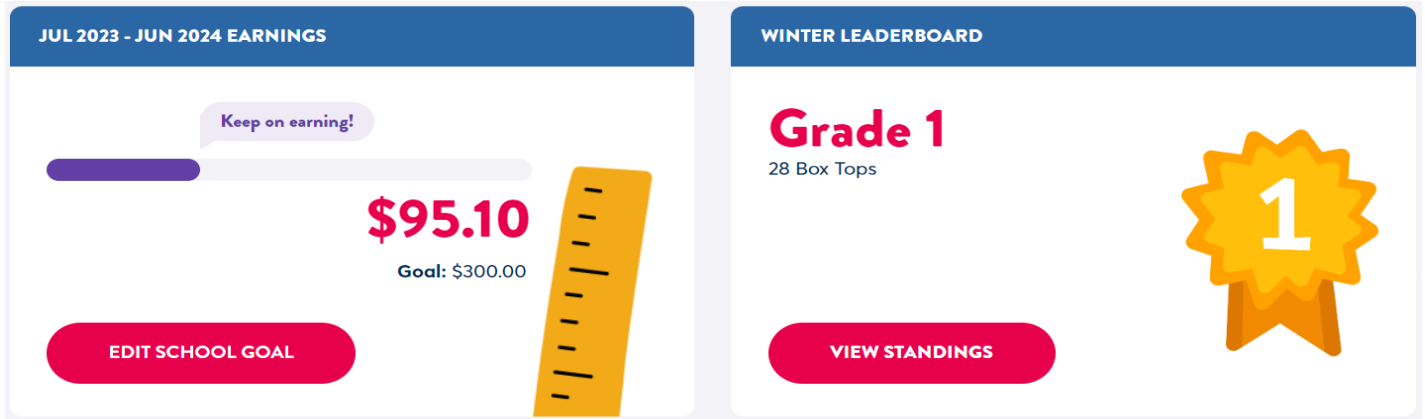 JUL 2023 - JUN 2024 EARNINGS
Keep on earning!
$95.10
Goal: $300.00
EDIT SCHOOL GOAL
WINTER LEADERBOARD
Grade 1
28 Box Tops
1
VIEW STANDINGS